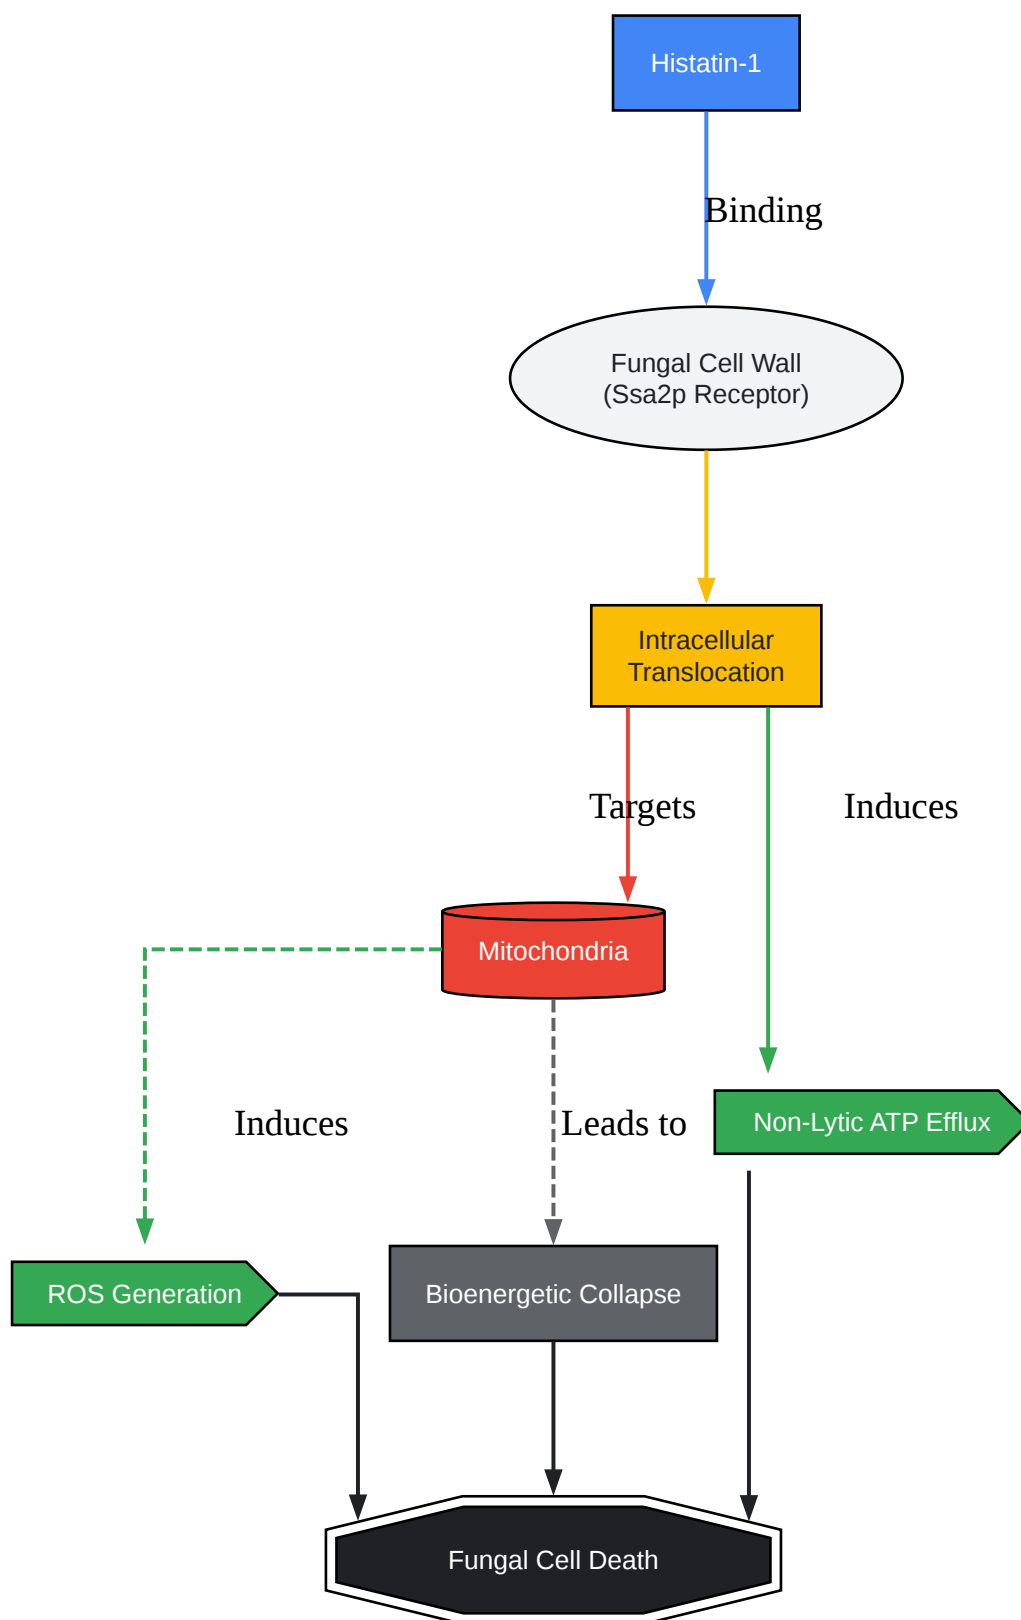 Histatin-1
Binding
Fungal Cell Wall
(Ssa2p Receptor)
Intracellular
Translocation
Targets
Induces
Mitochondria
Induces
Leads to
Non-Lytic ATP Efflux
ROS Generation
Bioenergetic Collapse
Fungal Cell Death